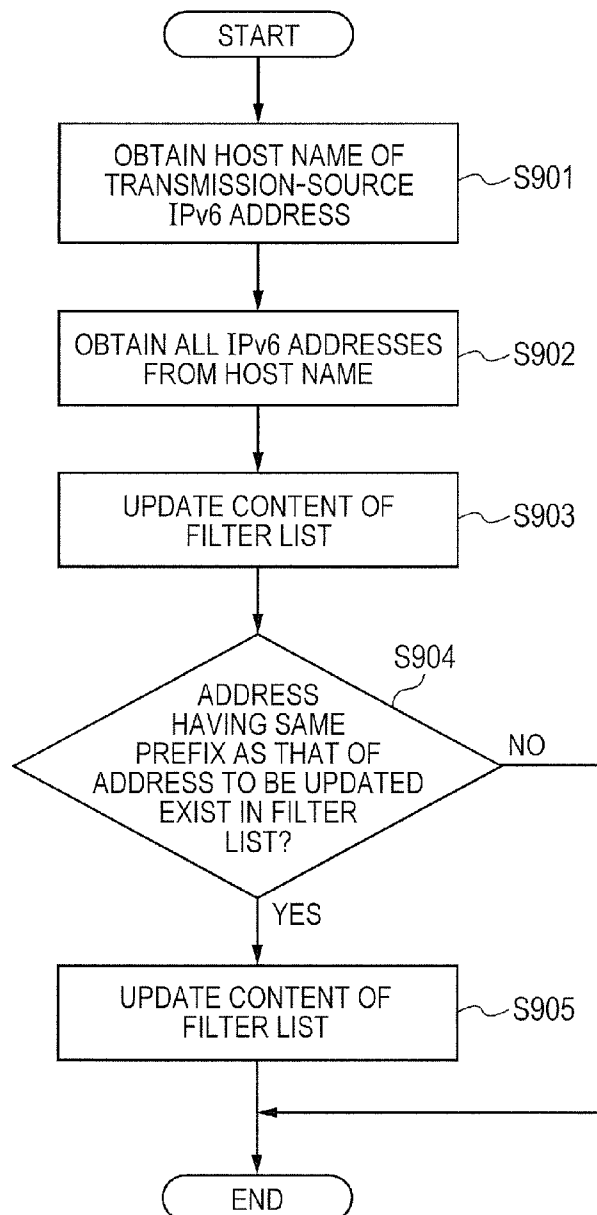 START
OBTAIN HOST NAME OF
TRANSMISSION-SOURCE
IPv6 ADDRESS
S901
OBTAIN ALL IPv6 ADDRESSES
FROM HOST NAME
S902
UPDATE CONTENT OF
FILTER LIST
S903
S904
ADDRESS
HAVING SAME
PREFIX AS THAT OF
ADDRESS TO BE UPDATED
EXIST IN FILTER
LIST?
NO
YES
UPDATE CONTENT OF
FILTER LIST
S905
END